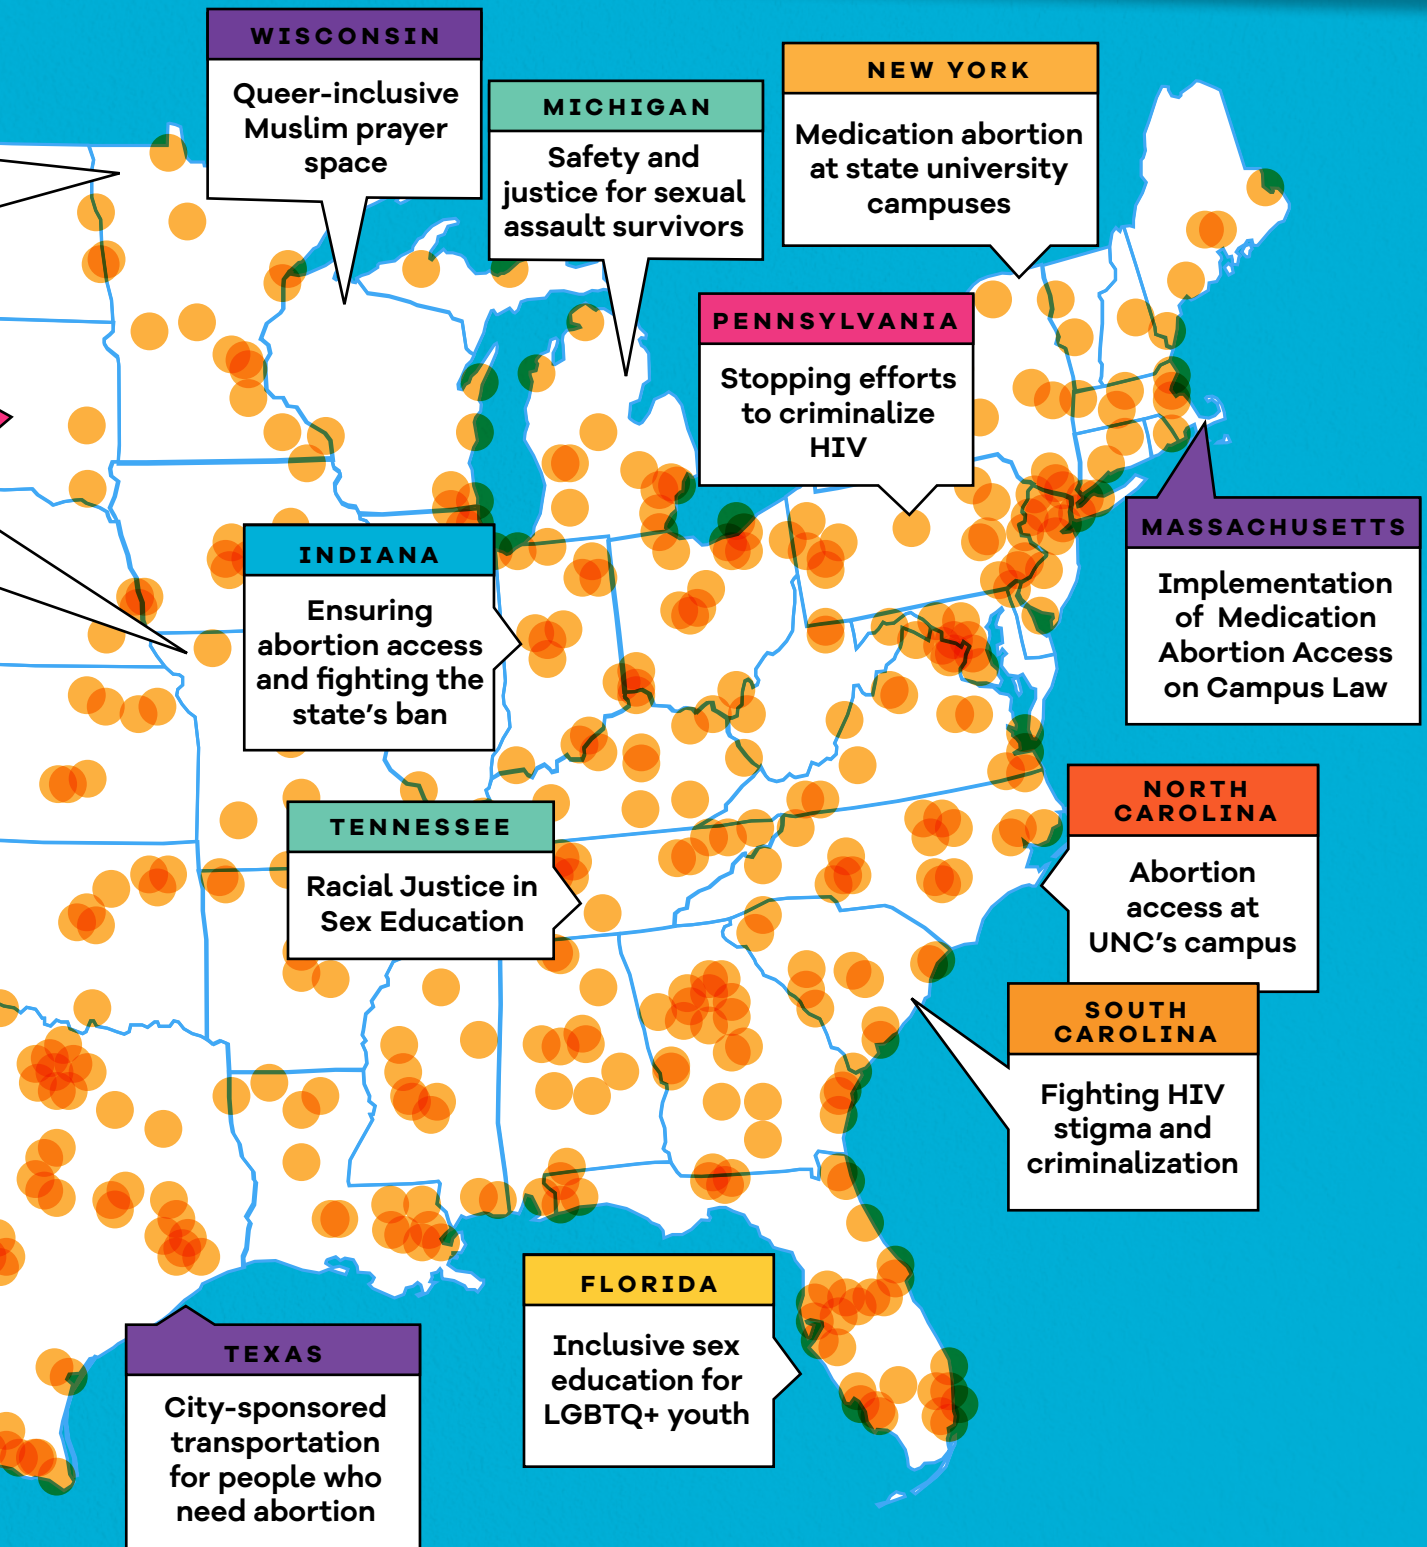 WISCONSIN
Queer-inclusive
Muslim prayer
space
MICHIGAN
Safety and
justice for sexual
assault survivors
NEW YORK
Medication abortion
at state university
campuses
PENNSYLVANIA
Stopping efforts
to criminalize
HIV
MASSACHUSETTS
Implementation
of Medication
Abortion Access
on Campus Law
INDIANA
Ensuring
abortion access
and fighting the
state's ban
TENNESSEE
Racial Justice in
Sex Education
NORTH
CAROLINA
Abortion
access at
UNC's campus
SOUTH
CAROLINA
Fighting HIV
stigma and
criminalization
FLORIDA
Inclusive sex
education for
LGBTQ+ youth
TEXAS
City-sponsored
transportation
for people who
need abortion